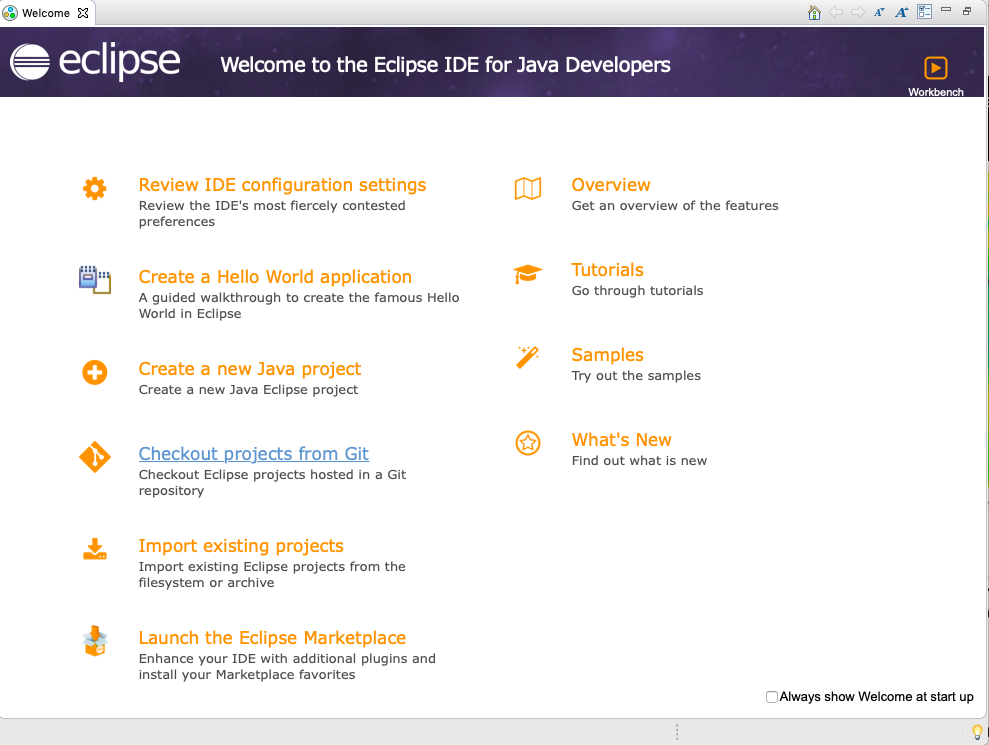 Welcome
eclipse
Welcome to the Eclipse IDE for Java Developers
Workbench
Review IDE configuration settings
Review the IDE's most fiercely contested
preferences
Create a Hello World application
A guided walkthrough to create the famous Hello
World in Eclipse
Create a new Java project
Create a new Java Eclipse project
Checkout projects from Git
Checkout Eclipse projects hosted in a Git
repository
Import existing projects
Import existing Eclipse projects from the
filesystem or archive
Launch the Eclipse Marketplace
Enhance your IDE with additional plugins and
install your Marketplace favorites
Overview
Get an overview of the features
Tutorials
Go through tutorials
Samples
Try out the samples
What's New
Find out what is new
Always show Welcome at start up